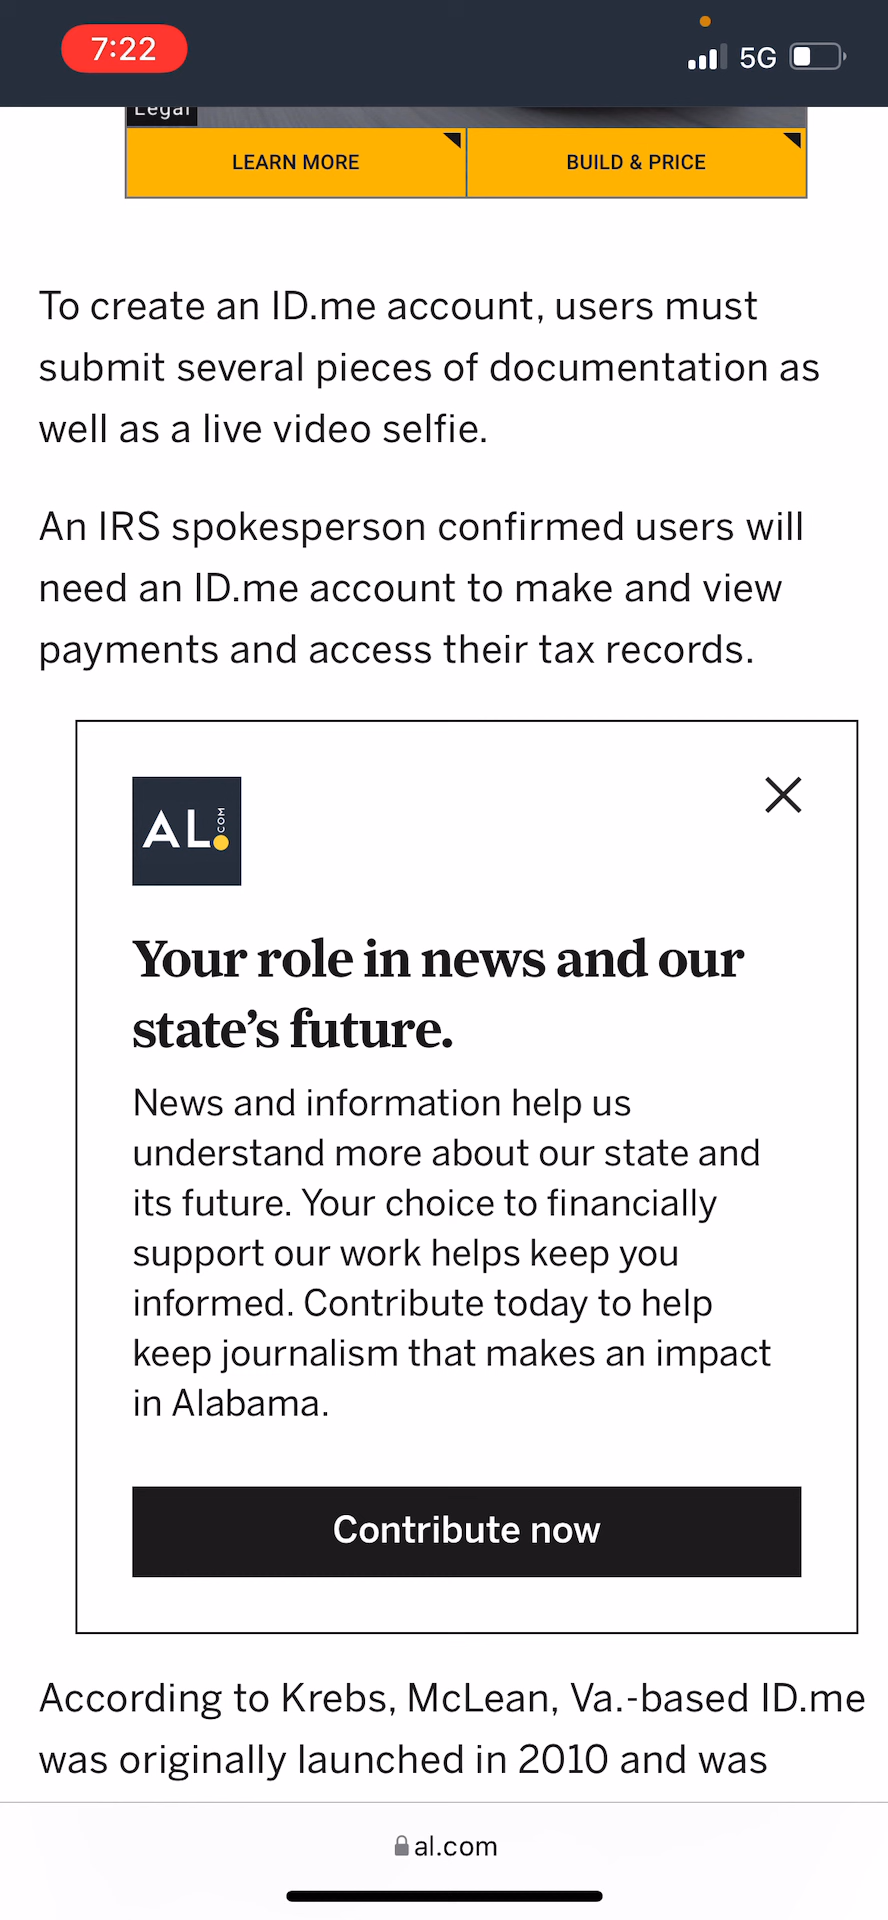 7:22
5G
Legal
LEARN MORE
BUILD & PRICE
To create an ID.me account, users must
submit several pieces of documentation as
well as a live video selfie.
An IRS spokesperson confirmed users will
need an ID.me account to make and view
payments and access their tax records.
AL.COM
Your role in news and our
state’s future.
News and information help us
understand more about our state and
its future. Your choice to financially
support our work helps keep you
informed. Contribute today to help
keep journalism that makes an impact
in Alabama.
Contribute now
According to Krebs, McLean, Va.-based ID.me
was originally launched in 2010 and was
al.com